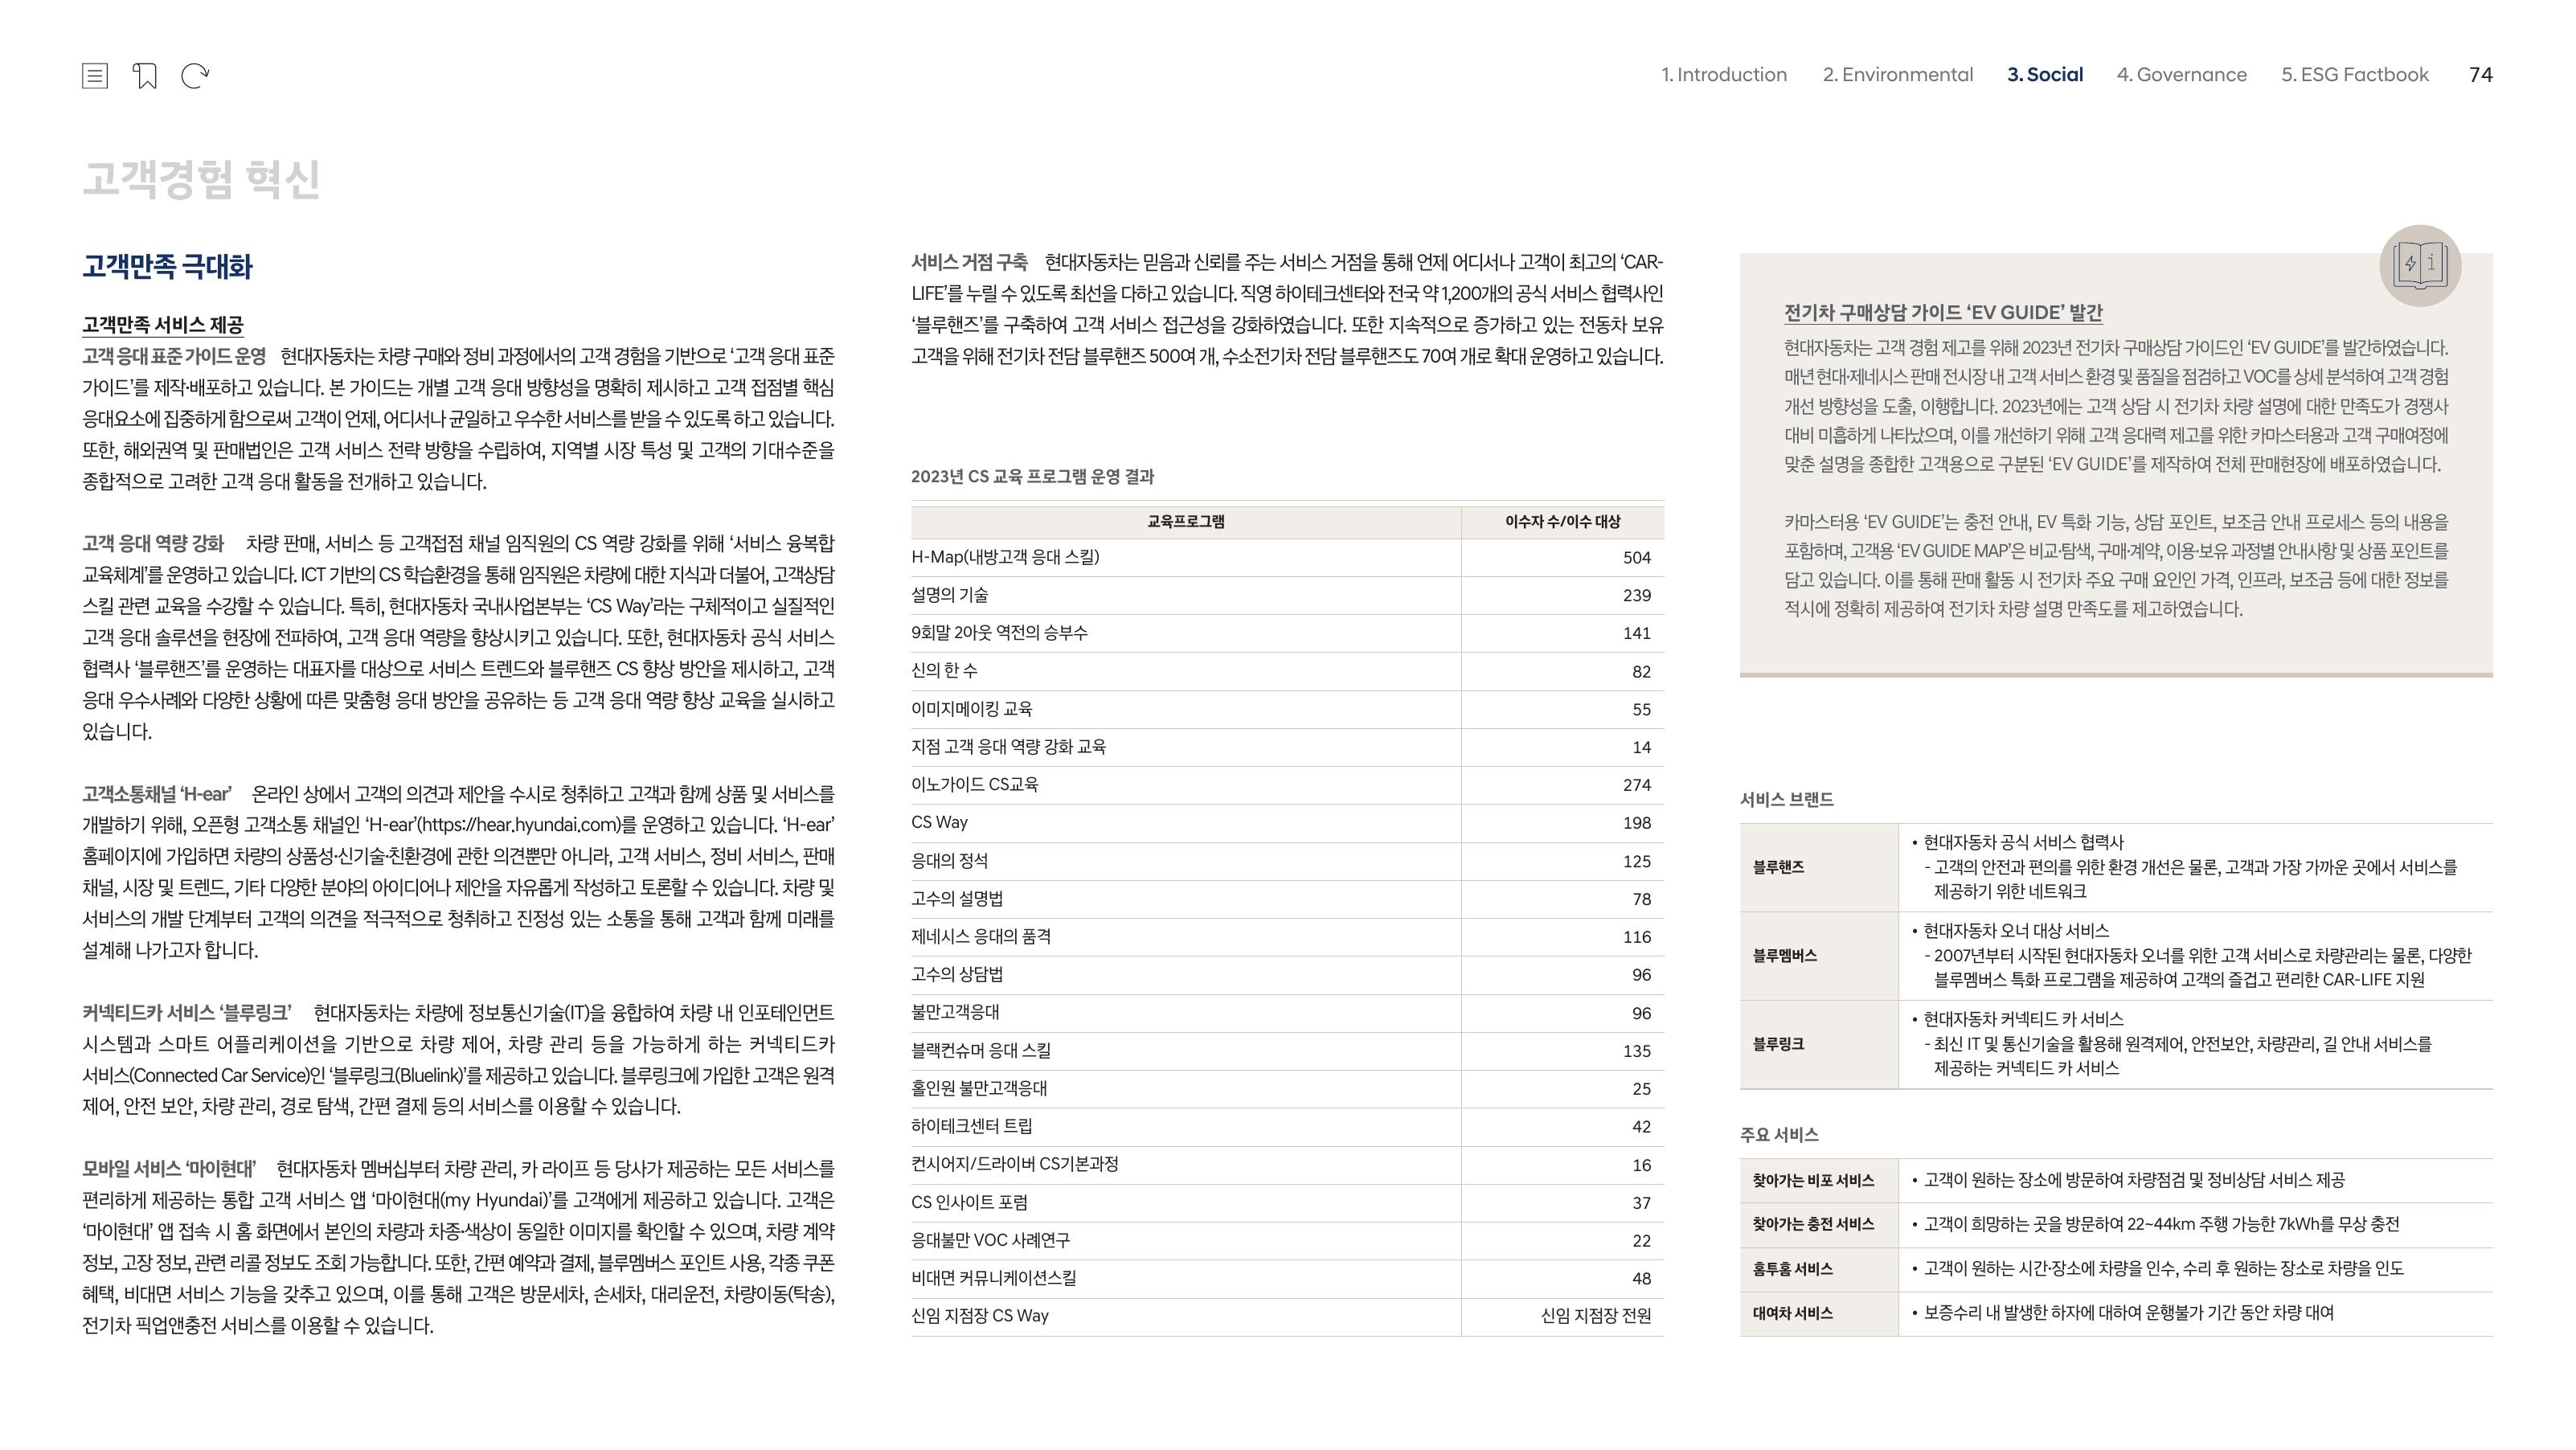 1. Introduction 2. Environmental 3. Social 4. Governance 5. ESG Factbook 74
고객경험 혁신
고객만족 극대화
고객만족 서비스 제공
고객 응대 표준 가이드 운영 현대자동차는 차량 구매와 정비 과정에서의 고객 경험을 기반으로 ‘고객 응대 표준
가이드’를 제작·배포하고 있습니다. 본 가이드는 개별 고객 응대 방향성을 명확히 제시하고 고객 접점별 핵심
응대요소에 집중하게 함으로써 고객이 언제, 어디서나 균일하고 우수한 서비스를 받을 수 있도록 하고 있습니다.
또한, 해외권역 및 판매법인은 고객 서비스 전략 방향을 수립하여, 지역별 시장 특성 및 고객의 기대수준을
종합적으로 고려한 고객 응대 활동을 전개하고 있습니다.
고객 응대 역량 강화 차량 판매, 서비스 등 고객접점 채널 임직원의 CS 역량 강화를 위해 ‘서비스 융복합
교육체계’를 운영하고 있습니다. ICT 기반의 CS 학습환경을 통해 임직원은 차량에 대한 지식과 더불어, 고객상담
스킬 관련 교육을 수강할 수 있습니다. 특히, 현대자동차 국내사업본부는 ‘CS Way’라는 구체적이고 실질적인
고객 응대 솔루션을 현장에 전파하여, 고객 응대 역량을 향상시키고 있습니다. 또한, 현대자동차 공식 서비스
협력사 ‘블루핸즈’를 운영하는 대표자를 대상으로 서비스 트렌드와 블루핸즈 CS 향상 방안을 제시하고, 고객
응대 우수사례와 다양한 상황에 따른 맞춤형 응대 방안을 공유하는 등 고객 응대 역량 향상 교육을 실시하고
있습니다.
고객소통채널 ‘H-ear’ 온라인 상에서 고객의 의견과 제안을 수시로 청취하고 고객과 함께 상품 및 서비스를
개발하기 위해, 오픈형 고객소통 채널인 ‘H-ear’(https://hear.hyundai.com)를 운영하고 있습니다. ‘H-ear’
홈페이지에 가입하면 차량의 상품성·신기술·친환경에 관한 의견뿐만 아니라, 고객 서비스, 정비 서비스, 판매
채널, 시장 및 트렌드, 기타 다양한 분야의 아이디어나 제안을 자유롭게 작성하고 토론할 수 있습니다. 차량 및
서비스의 개발 단계부터 고객의 의견을 적극적으로 청취하고 진정성 있는 소통을 통해 고객과 함께 미래를
설계해 나가고자 합니다.
커넥티드카 서비스 ‘블루링크’ 현대자동차는 차량에 정보통신기술(IT)을 융합하여 차량 내 인포테인먼트
시스템과 스마트 어플리케이션을 기반으로 차량 제어, 차량 관리 등을 가능하게 하는 커넥티드카
서비스(Connected Car Service)인 ‘블루링크(Bluelink)’를 제공하고 있습니다. 블루링크에 가입한 고객은 원격
제어, 안전 보안, 차량 관리, 경로 탐색, 간편 결제 등의 서비스를 이용할 수 있습니다.
모바일 서비스 ‘마이현대’ 현대자동차 멤버십부터 차량 관리, 카 라이프 등 당사가 제공하는 모든 서비스를
편리하게 제공하는 통합 고객 서비스 앱 ‘마이현대(my Hyundai)’를 고객에게 제공하고 있습니다. 고객은
‘마이현대’ 앱 접속 시 홈 화면에서 본인의 차량과 차종·색상이 동일한 이미지를 확인할 수 있으며, 차량 계약
정보, 고장 정보, 관련 리콜 정보도 조회 가능합니다. 또한, 간편 예약과 결제, 블루멤버스 포인트 사용, 각종 쿠폰
혜택, 비대면 서비스 기능을 갖추고 있으며, 이를 통해 고객은 방문세차, 손세차, 대리운전, 차량이동(탁송),
전기차 픽업앤충전 서비스를 이용할 수 있습니다.
서비스 거점 구축 현대자동차는 믿음과 신뢰를 주는 서비스 거점을 통해 언제 어디서나 고객이 최고의 ‘CAR-
LIFE’를 누릴 수 있도록 최선을 다하고 있습니다. 직영 하이테크센터와 전국 약 1,200개의 공식 서비스 협력사인
‘블루핸즈’를 구축하여 고객 서비스 접근성을 강화하였습니다. 또한 지속적으로 증가하고 있는 전동차 보유
고객을 위해 전기차 전담 블루핸즈 500여 개, 수소전기차 전담 블루핸즈도 70여 개로 확대 운영하고 있습니다.
2023년 CS 교육 프로그램 운영 결과
교육프로그램 이수자 수/이수 대상
H-Map(내방고객 응대 스킬) 504
설명의 기술 239
9회말 2아웃 역전의 승부수 141
신의 한 수 82
이미지메이킹 교육 55
지점 고객 응대 역량 강화 교육 14
이노가이드 CS교육 274
CS Way 198
응대의 정석 125
고수의 설명법 78
제네시스 응대의 품격 116
고수의 상담법 96
불만고객응대 96
블랙컨슈머 응대 스킬 135
홀인원 불만고객응대 25
하이테크센터 트립 42
컨시어지/드라이버 CS기본과정 16
CS 인사이트 포럼 37
응대불만 VOC 사례연구 22
비대면 커뮤니케이션스킬 48
신임 지점장 CS Way 신임 지점장 전원
전기차 구매상담 가이드 ‘EV GUIDE’ 발간
현대자동차는 고객 경험 제고를 위해 2023년 전기차 구매상담 가이드인 ‘EV GUIDE’를 발간하였습니다.
매년 현대·제네시스 판매 전시장 내 고객 서비스 환경 및 품질을 점검하고 VOC를 상세 분석하여 고객 경험
개선 방향성을 도출, 이행합니다. 2023년에는 고객 상담 시 전기차 차량 설명에 대한 만족도가 경쟁사
대비 미흡하게 나타났으며, 이를 개선하기 위해 고객 응대력 제고를 위한 카마스터용과 고객 구매여정에
맞춘 설명을 종합한 고객용으로 구분된 ‘EV GUIDE’를 제작하여 전체 판매현장에 배포하였습니다.
카마스터용 ‘EV GUIDE’는 충전 안내, EV 특화 기능, 상담 포인트, 보조금 안내 프로세스 등의 내용을
포함하며, 고객용 ‘EV GUIDE MAP’은 비교·탐색, 구매·계약, 이용·보유 과정별 안내사항 및 상품 포인트를
담고 있습니다. 이를 통해 판매 활동 시 전기차 주요 구매 요인인 가격, 인프라, 보조금 등에 대한 정보를
적시에 정확히 제공하여 전기차 차량 설명 만족도를 제고하였습니다.
서비스 브랜드
블루핸즈
• 현대자동차 공식 서비스 협력사
- 고객의 안전과 편의를 위한 환경 개선은 물론, 고객과 가장 가까운 곳에서 서비스를
제공하기 위한 네트워크
블루멤버스
• 현대자동차 오너 대상 서비스
- 2007년부터 시작된 현대자동차 오너를 위한 고객 서비스로 차량관리는 물론, 다양한
블루멤버스 특화 프로그램을 제공하여 고객의 즐겁고 편리한 CAR-LIFE 지원
블루링크
• 현대자동차 커넥티드 카 서비스
- 최신 IT 및 통신기술을 활용해 원격제어, 안전보안, 차량관리, 길 안내 서비스를
제공하는 커넥티드 카 서비스
주요 서비스
찾아가는 비포 서비스 • 고객이 원하는 장소에 방문하여 차량점검 및 정비상담 서비스 제공
찾아가는 충전 서비스 • 고객이 희망하는 곳을 방문하여 22~44km 주행 가능한 7kWh를 무상 충전
홈투홈 서비스 • 고객이 원하는 시간·장소에 차량을 인수, 수리 후 원하는 장소로 차량을 인도
대여차 서비스 • 보증수리 내 발생한 하자에 대하여 운행불가 기간 동안 차량 대여